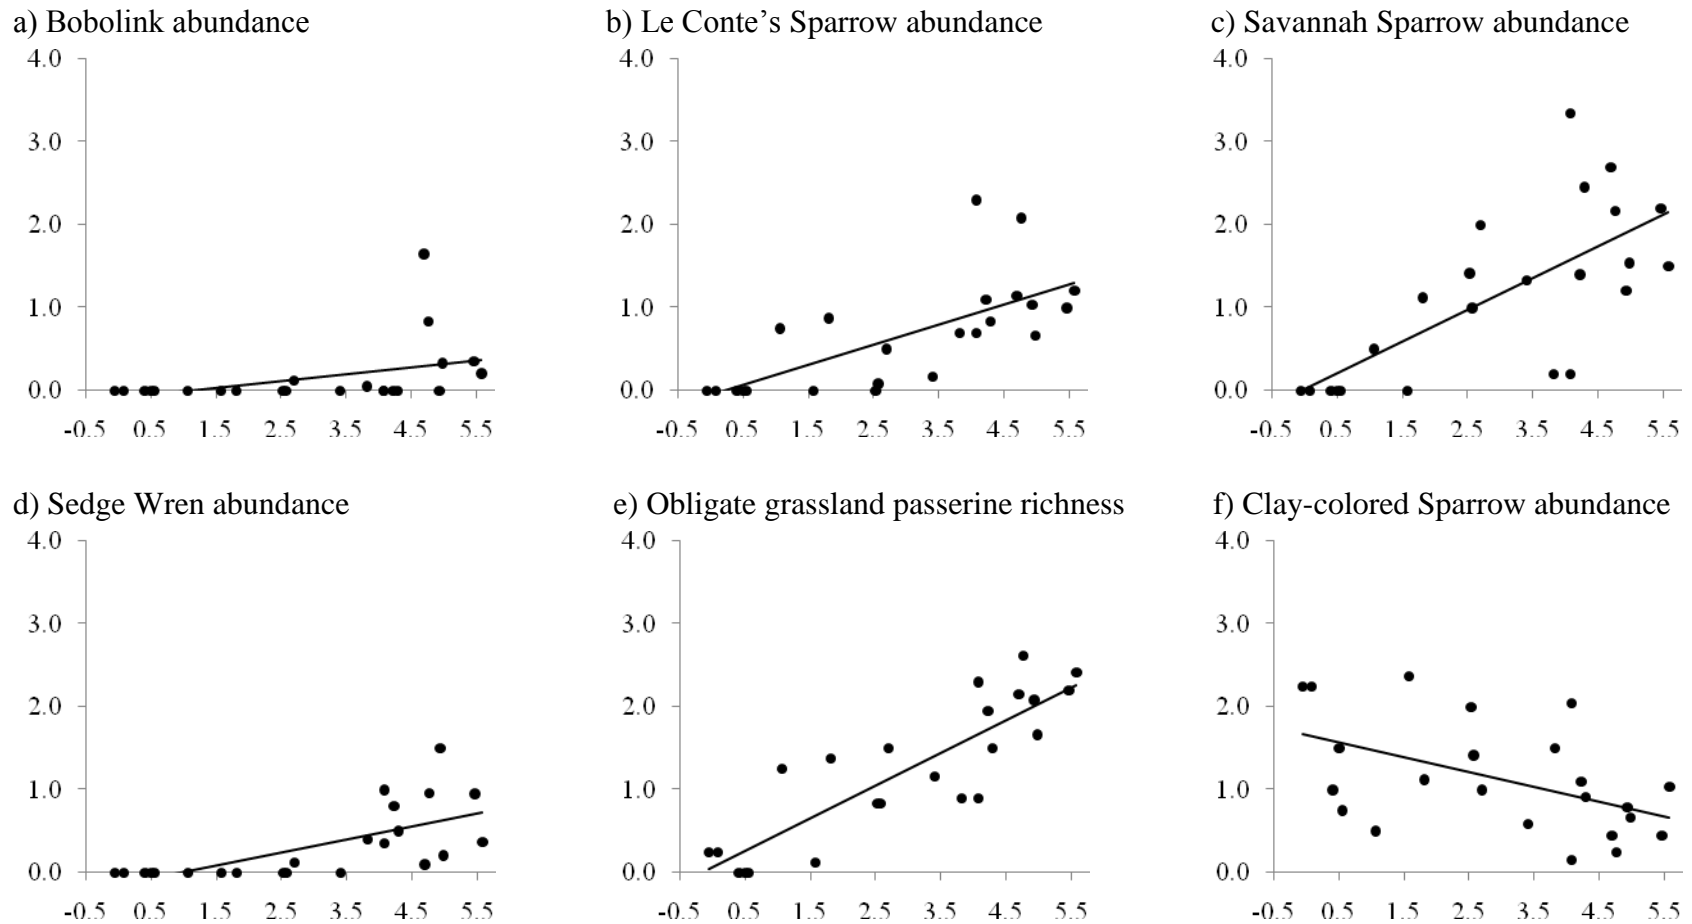 a) Bobolink abundance
b) Le Conte’s Sparrow abundance
c) Savannah Sparrow abundance
4.0
4.0
4.0
3.0
3.0
3.0
2.0
2.0
2.0
1.0
1.0
1.0
0.0
0.0
0.0
-0.5 0.5 1.5 2.5 3.5 4.5 5.5
-0.5 0.5 1.5 2.5 3.5 4.5 5.5
-0.5 0.5 1.5 2.5 3.5 4.5 5.5
d) Sedge Wren abundance
e) Obligate grassland passerine richness
f) Clay-colored Sparrow abundance
4.0
4.0
4.0
3.0
3.0
3.0
2.0
2.0
2.0
1.0
1.0
1.0
0.0
0.0
0.0
-0.5 0.5 1.5 2.5 3.5 4.5 5.5
-0.5 0.5 1.5 2.5 3.5 4.5 5.5
-0.5 0.5 1.5 2.5 3.5 4.5 5.5